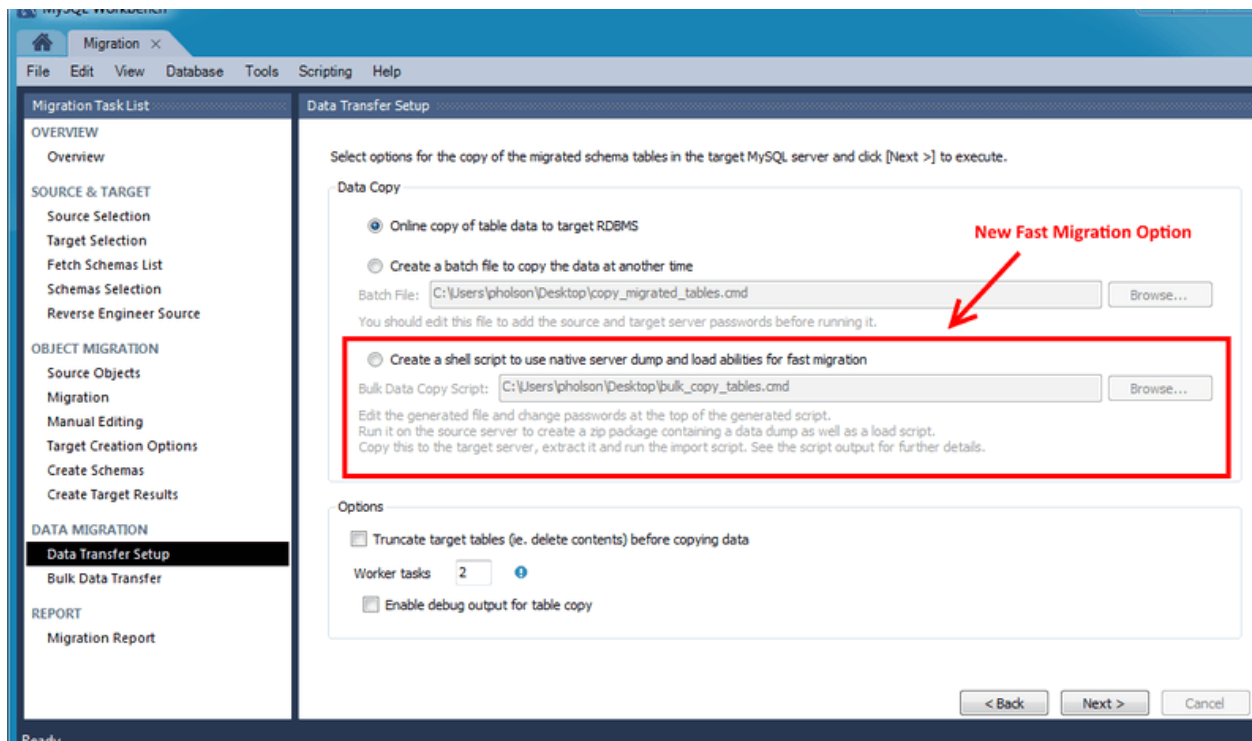 MySQL Workbench
Migration ×
File Edit View Database Tools Scripting Help
Migration Task List
OVERVIEW
Overview
SOURCE & TARGET
Source Selection
Target Selection
Fetch Schemas List
Schemas Selection
Reverse Engineer Source
OBJECT MIGRATION
Source Objects
Migration
Manual Editing
Target Creation Options
Create Schemas
Create Target Results
DATA MIGRATION
Data Transfer Setup
Bulk Data Transfer
REPORT
Migration Report
Data Transfer Setup
Select options for the copy of the migrated schema tables in the target MySQL server and click [Next >] to execute.
Data Copy
Online copy of table data to target RDBMS
New Fast Migration Option
Create a batch file to copy the data at another time
Batch File: C:\Users\pholson\Desktop\copy_migrated_tables.cmd Browse...
You should edit this file to add the source and target server passwords before running it.
Create a shell script to use native server dump and load abilities for fast migration
Bulk Data Copy Script: C:\Users\pholson\Desktop\bulk_copy_tables.cmd Browse...
Edit the generated file and change passwords at the top of the generated script.
Run it on the source server to create a zip package containing a data dump as well as a load script.
Copy this to the target server, extract it and run the import script. See the script output for further details.
Options
Truncate target tables (ie. delete contents) before copying data
Worker tasks 2
Enable debug output for table copy
< Back Next > Cancel
Ready